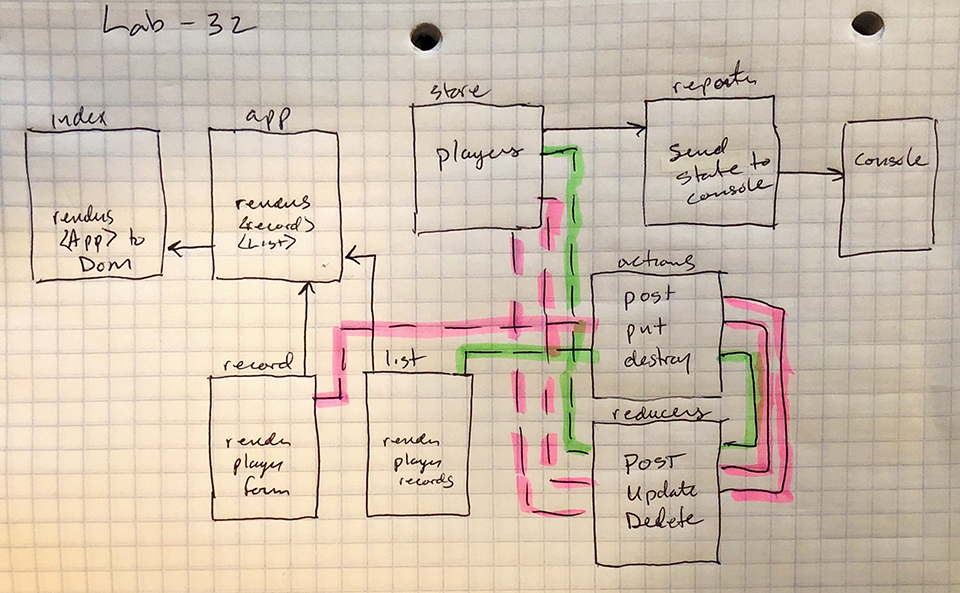 Lab - 32
index
renders
<App> to
Dom
app
renders
<record>
<List>
store
players
reporter
Send
state to
console
console
record
render
player
form
list
render
player
records
actions
post
put
destroy
reducers
Post
Update
Delete